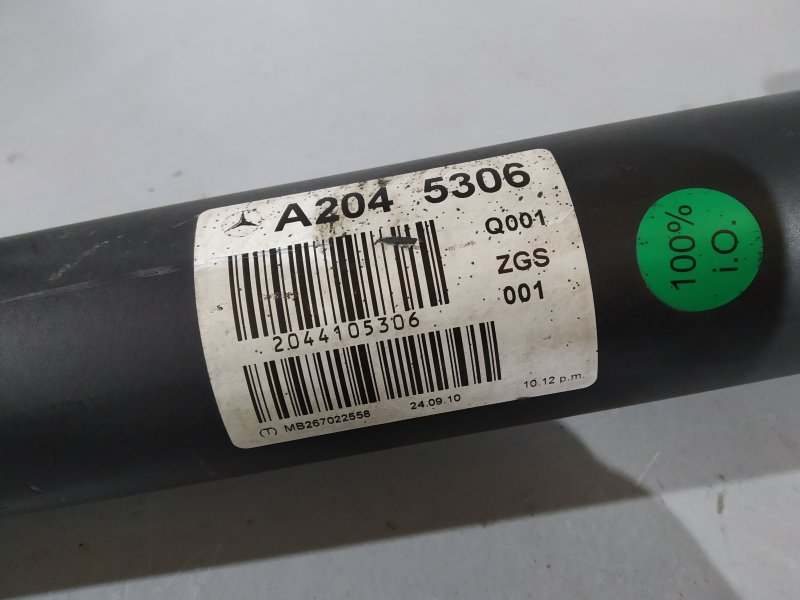 A204 5306
Q001
ZGS
001
2044105306
(T) MB267022558 24.09.10 10.12 p.m.
100%
i.O.